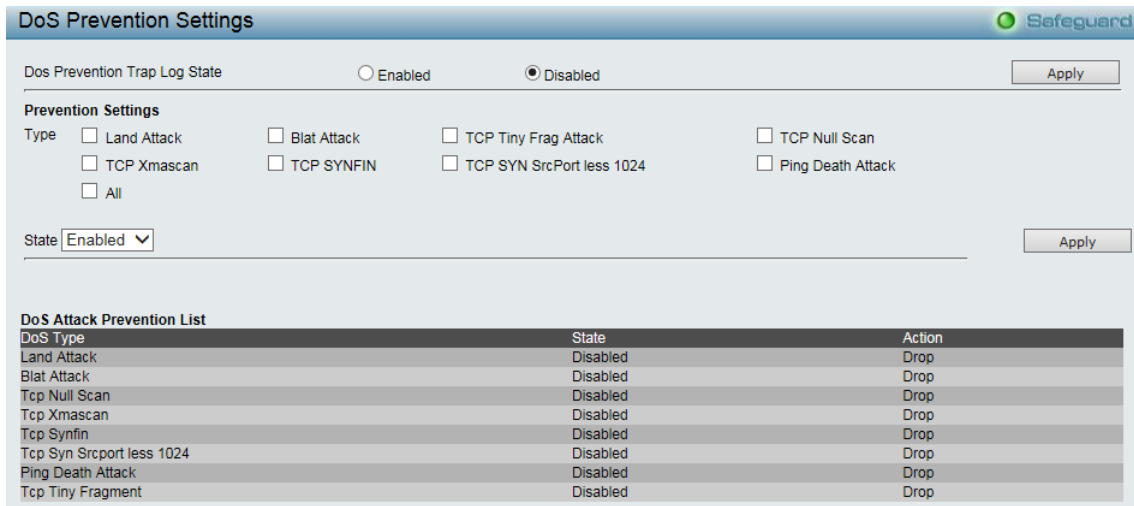 DoS Prevention Settings Safeguard
Dos Prevention Trap Log State Enabled Disabled Apply
Prevention Settings
Type Land Attack Blat Attack TCP Tiny Frag Attack TCP Null Scan
TCP Xmascan TCP SYNFIN TCP SYN SrcPort less 1024 Ping Death Attack
All
State Enabled Apply
DoS Attack Prevention List
DoS Type State Action
Land Attack Disabled Drop
Blat Attack Disabled Drop
Tcp Null Scan Disabled Drop
Tcp Xmascan Disabled Drop
Tcp Synfin Disabled Drop
Tcp Syn Srcport less 1024 Disabled Drop
Ping Death Attack Disabled Drop
Tcp Tiny Fragment Disabled Drop